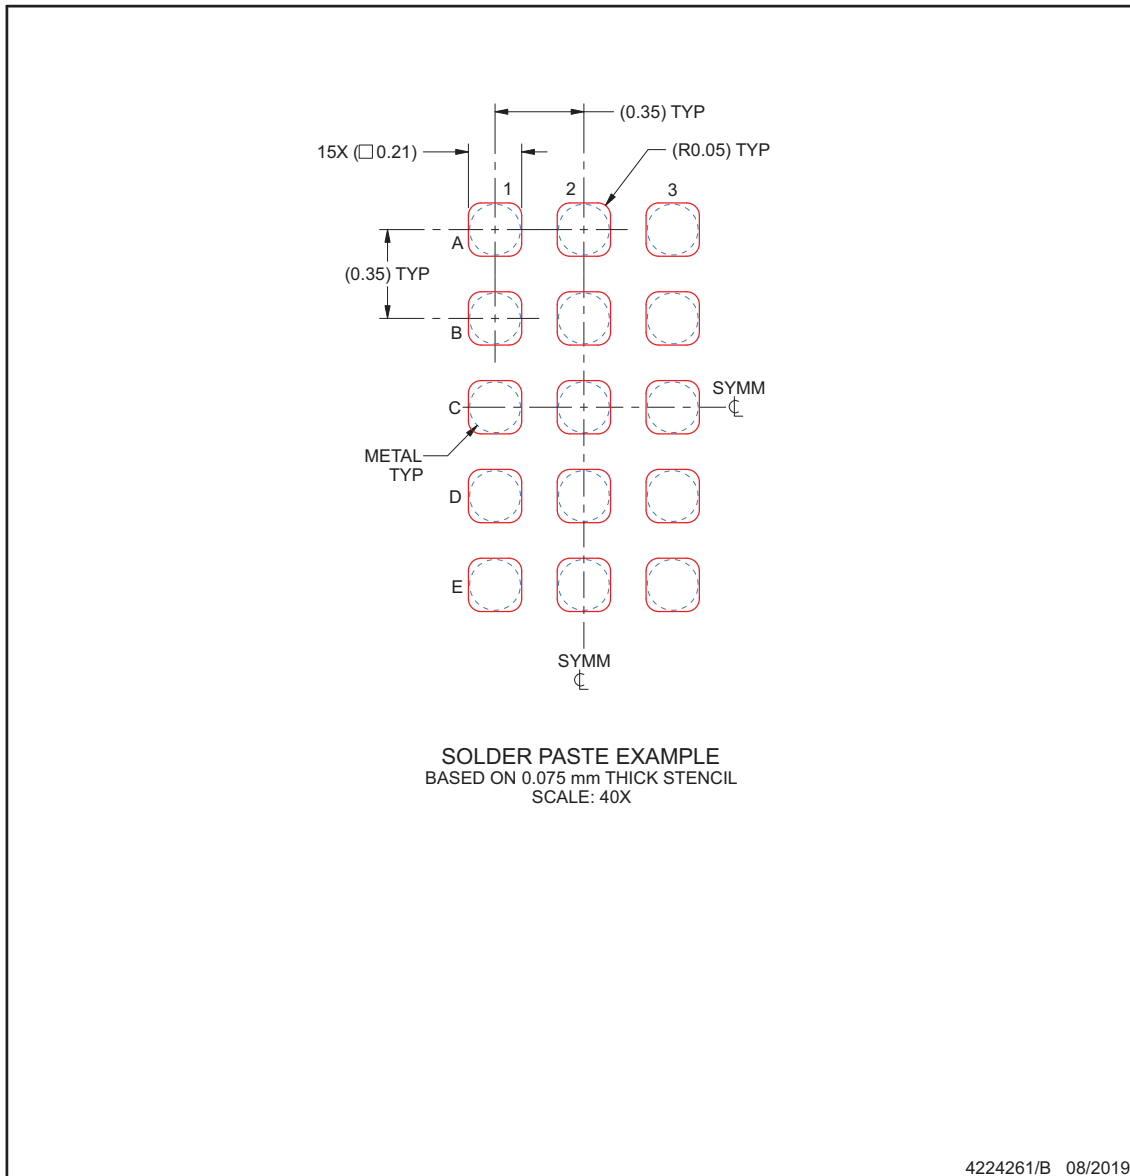 (0.35) TYP
15X (□ 0.21)
(R0.05) TYP
1 2 3
A
(0.35) TYP
B
SYMM
℄
C
METAL
TYP
D
E
SYMM
℄
SOLDER PASTE EXAMPLE
BASED ON 0.075 mm THICK STENCIL
SCALE: 40X
4224261/B 08/2019